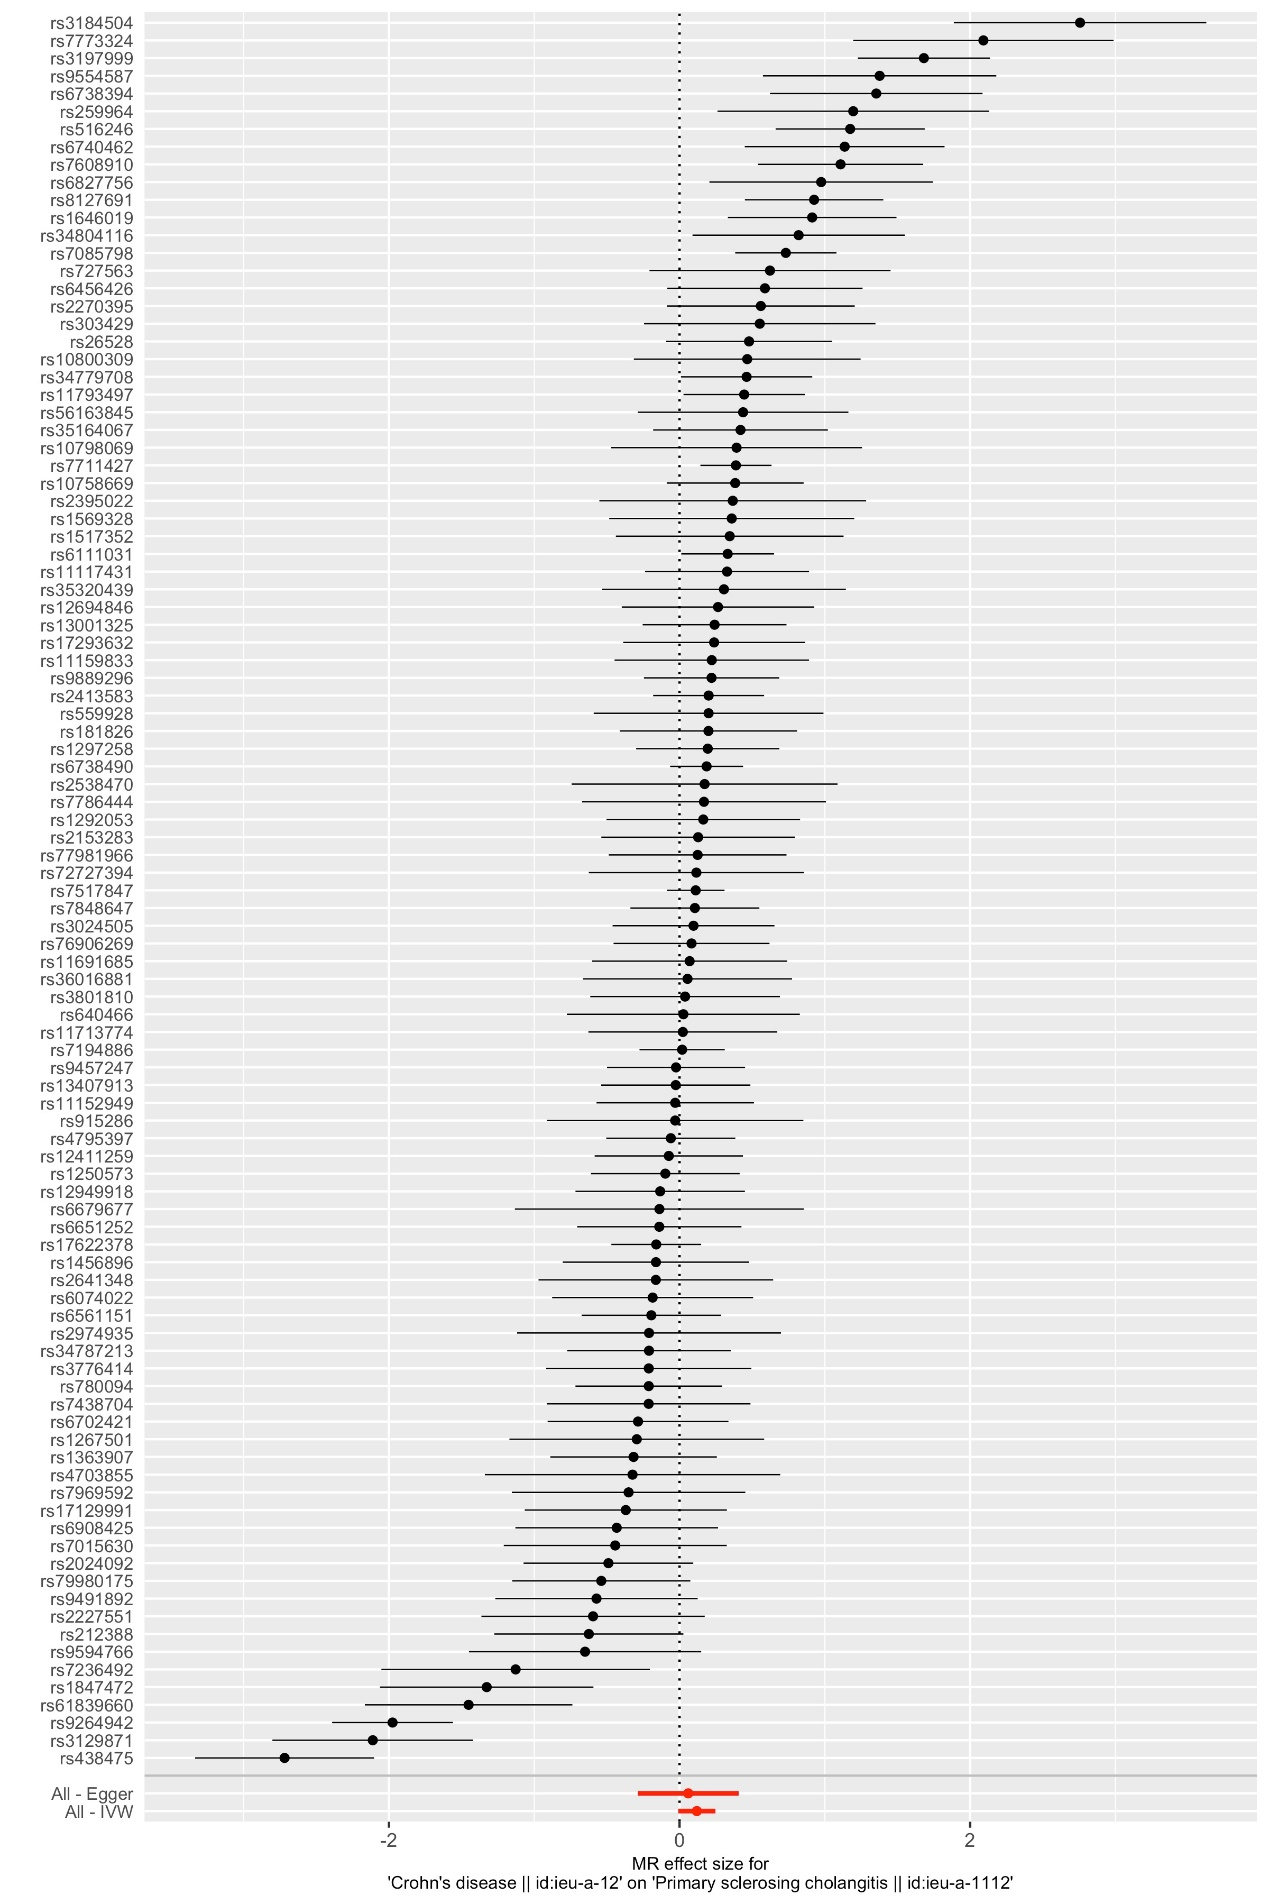 rs3184504
rs7773324
rs3197999
rs9554587
rs6738394
rs259964
rs516246
rs6740462
rs7608910
rs6827756
rs8127691
rs1646019
rs34804116
rs7085798
rs727563
rs6456426
rs2270395
rs303429
rs26528
rs10800309
rs34779708
rs11793497
rs56163845
rs35164067
rs10798069
rs7711427
rs10758669
rs2395022
rs1569328
rs1517352
rs6111031
rs11117431
rs35320439
rs12694846
rs13001325
rs17293632
rs11159833
rs9889296
rs2413583
rs559928
rs181826
rs1297258
rs6738490
rs2538470
rs7786444
rs1292053
rs2153283
rs77981966
rs72727394
rs7517847
rs7848647
rs3024505
rs76906269
rs11691685
rs36016881
rs3801810
rs640466
rs11713774
rs7194886
rs9457247
rs13407913
rs11152949
rs915286
rs4795397
rs12411259
rs1250573
rs12949918
rs6679677
rs6651252
rs17622378
rs1456896
rs2641348
rs6074022
rs6561151
rs2974935
rs34787213
rs3776414
rs780094
rs7438704
rs6702421
rs1267501
rs1363907
rs4703855
rs7969592
rs17129991
rs6908425
rs7015630
rs2024092
rs79980175
rs9491892
rs2227551
rs212388
rs9594766
rs7236492
rs1847472
rs61839660
rs9264942
rs3129871
rs438475
All - Egger
All - IVW
-2 0 2
MR effect size for
'Crohn's disease || id:ieu-a-12' on 'Primary sclerosing cholangitis || id:ieu-a-1112'